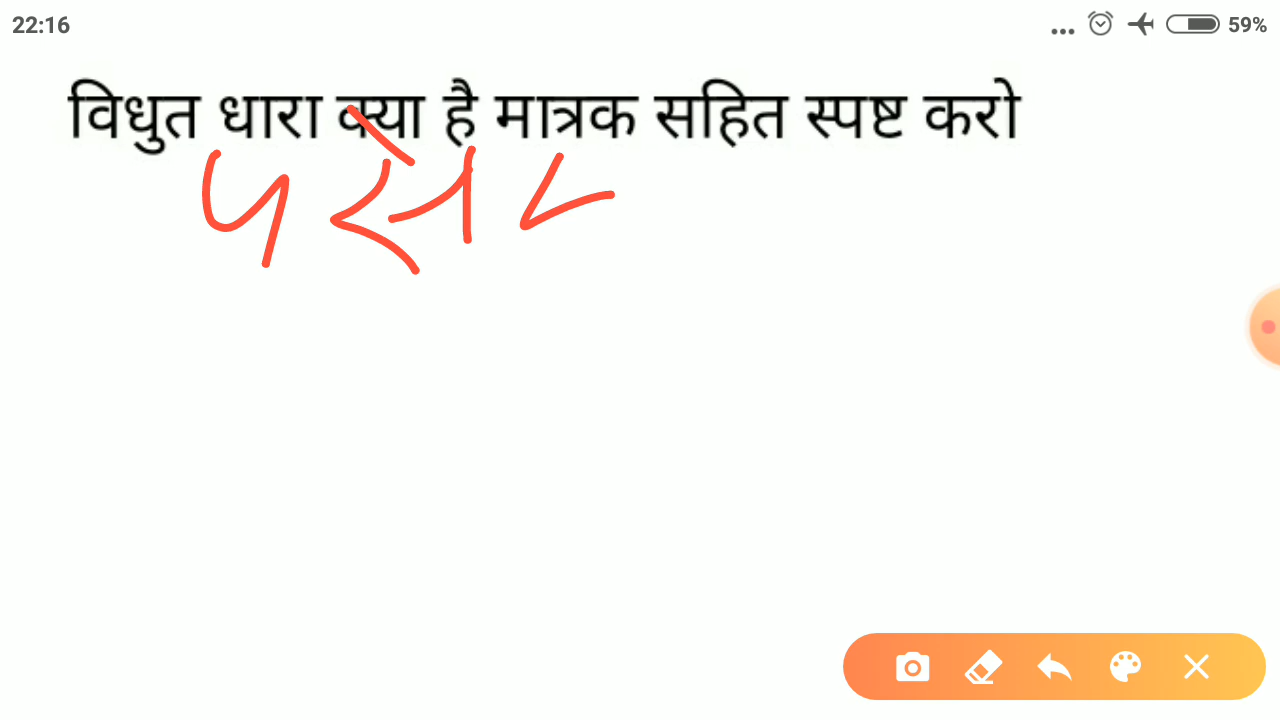 22:16 ... 59%
विधुत धारा क्या है मात्रक सहित स्पष्ट करो